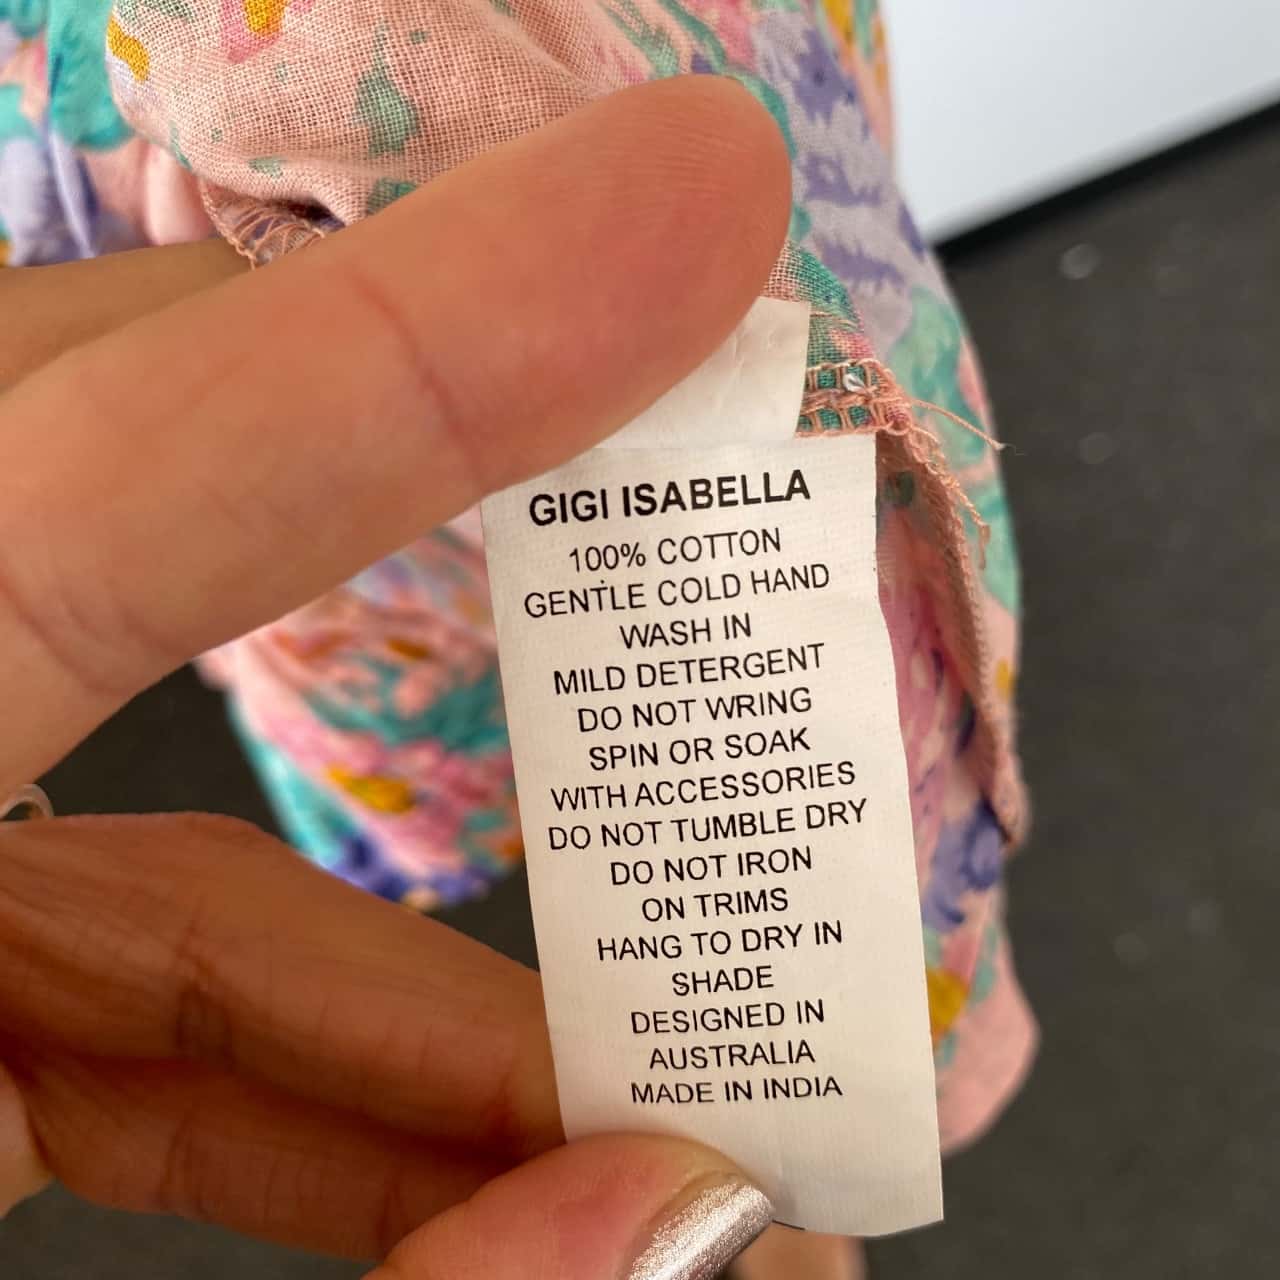 GIGI ISABELLA
100% COTTON
GENTLE COLD HAND
WASH IN
MILD DETERGENT
DO NOT WRING
SPIN OR SOAK
WITH ACCESSORIES
DO NOT TUMBLE DRY
DO NOT IRON
ON TRIMS
HANG TO DRY IN
SHADE
DESIGNED IN
AUSTRALIA
MADE IN INDIA